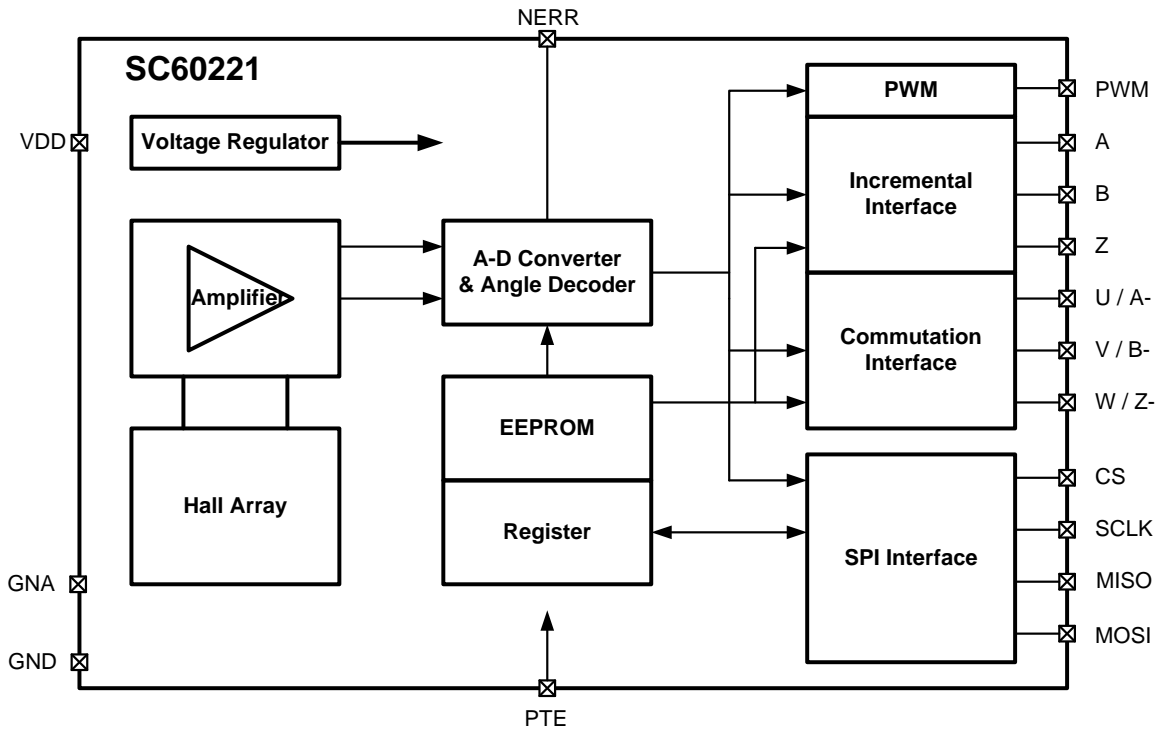 NERR
SC60221
VDD
Voltage Regulator
Amplifier
A-D Converter
& Angle Decoder
Hall Array
EEPROM
Register
GNA
GND
PTE
PWM
Incremental
Interface
Commutation
Interface
SPI Interface
PWM
A
B
Z
U / A-
V / B-
W / Z-
CS
SCLK
MISO
MOSI